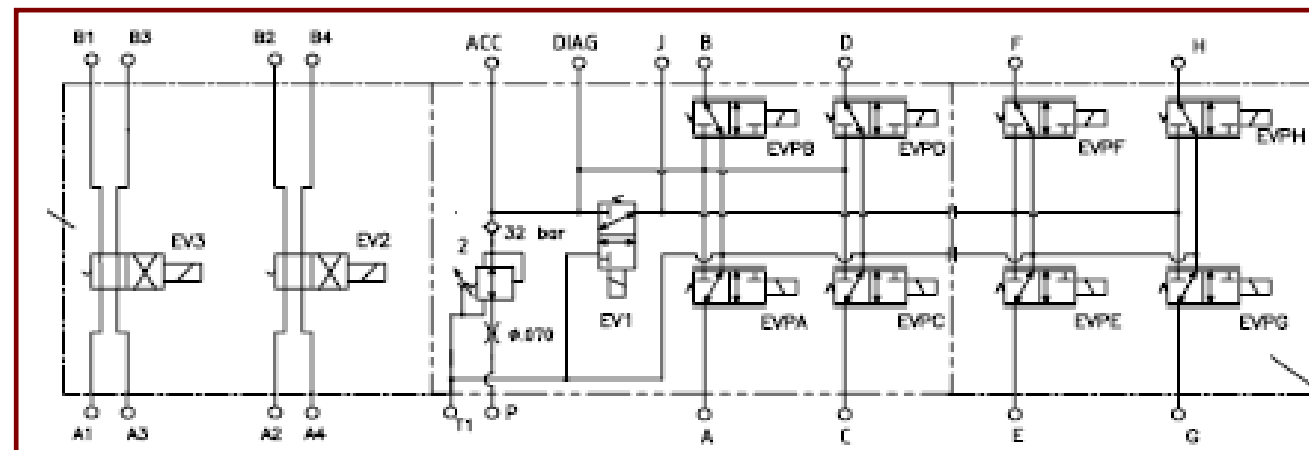 B1 B3 B2 B4 ACC DIAG J B D F H
EVPB EVPD EVPF EVPH
32 bar
EV3 EV2 2
EV1 EVPA EVPC EVPE EVPG
Ø.070
A1 A3 A2 A4 T1 P A C E G